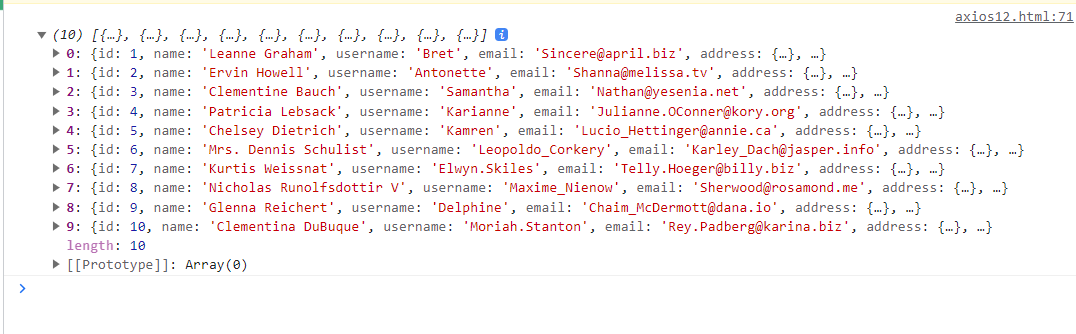 axios12.html:71
(10) [{…}, {…}, {…}, {…}, {…}, {…}, {…}, {…}, {…}, {…}] i
0: {id: 1, name: 'Leanne Graham', username: 'Bret', email: 'Sincere@april.biz', address: {…}, …}
1: {id: 2, name: 'Ervin Howell', username: 'Antonette', email: 'Shanna@melissa.tv', address: {…}, …}
2: {id: 3, name: 'Clementine Bauch', username: 'Samantha', email: 'Nathan@yesenia.net', address: {…}, …}
3: {id: 4, name: 'Patricia Lebsack', username: 'Karianne', email: 'Julianne.OConner@kory.org', address: {…}, …}
4: {id: 5, name: 'Chelsey Dietrich', username: 'Kamren', email: 'Lucio_Hettinger@annie.ca', address: {…}, …}
5: {id: 6, name: 'Mrs. Dennis Schulist', username: 'Leopoldo_Corkery', email: 'Karley_Dach@jasper.info', address: {…}, …}
6: {id: 7, name: 'Kurtis Weissnat', username: 'Elwyn.Skiles', email: 'Telly.Hoeger@billy.biz', address: {…}, …}
7: {id: 8, name: 'Nicholas Runolfsdottir V', username: 'Maxime_Nienow', email: 'Sherwood@rosamond.me', address: {…}, …}
8: {id: 9, name: 'Glenna Reichert', username: 'Delphine', email: 'Chaim_McDermott@dana.io', address: {…}, …}
9: {id: 10, name: 'Clementina DuBuque', username: 'Moriah.Stanton', email: 'Rey.Padberg@karina.biz', address: {…}, …}
length: 10
[[Prototype]]: Array(0)